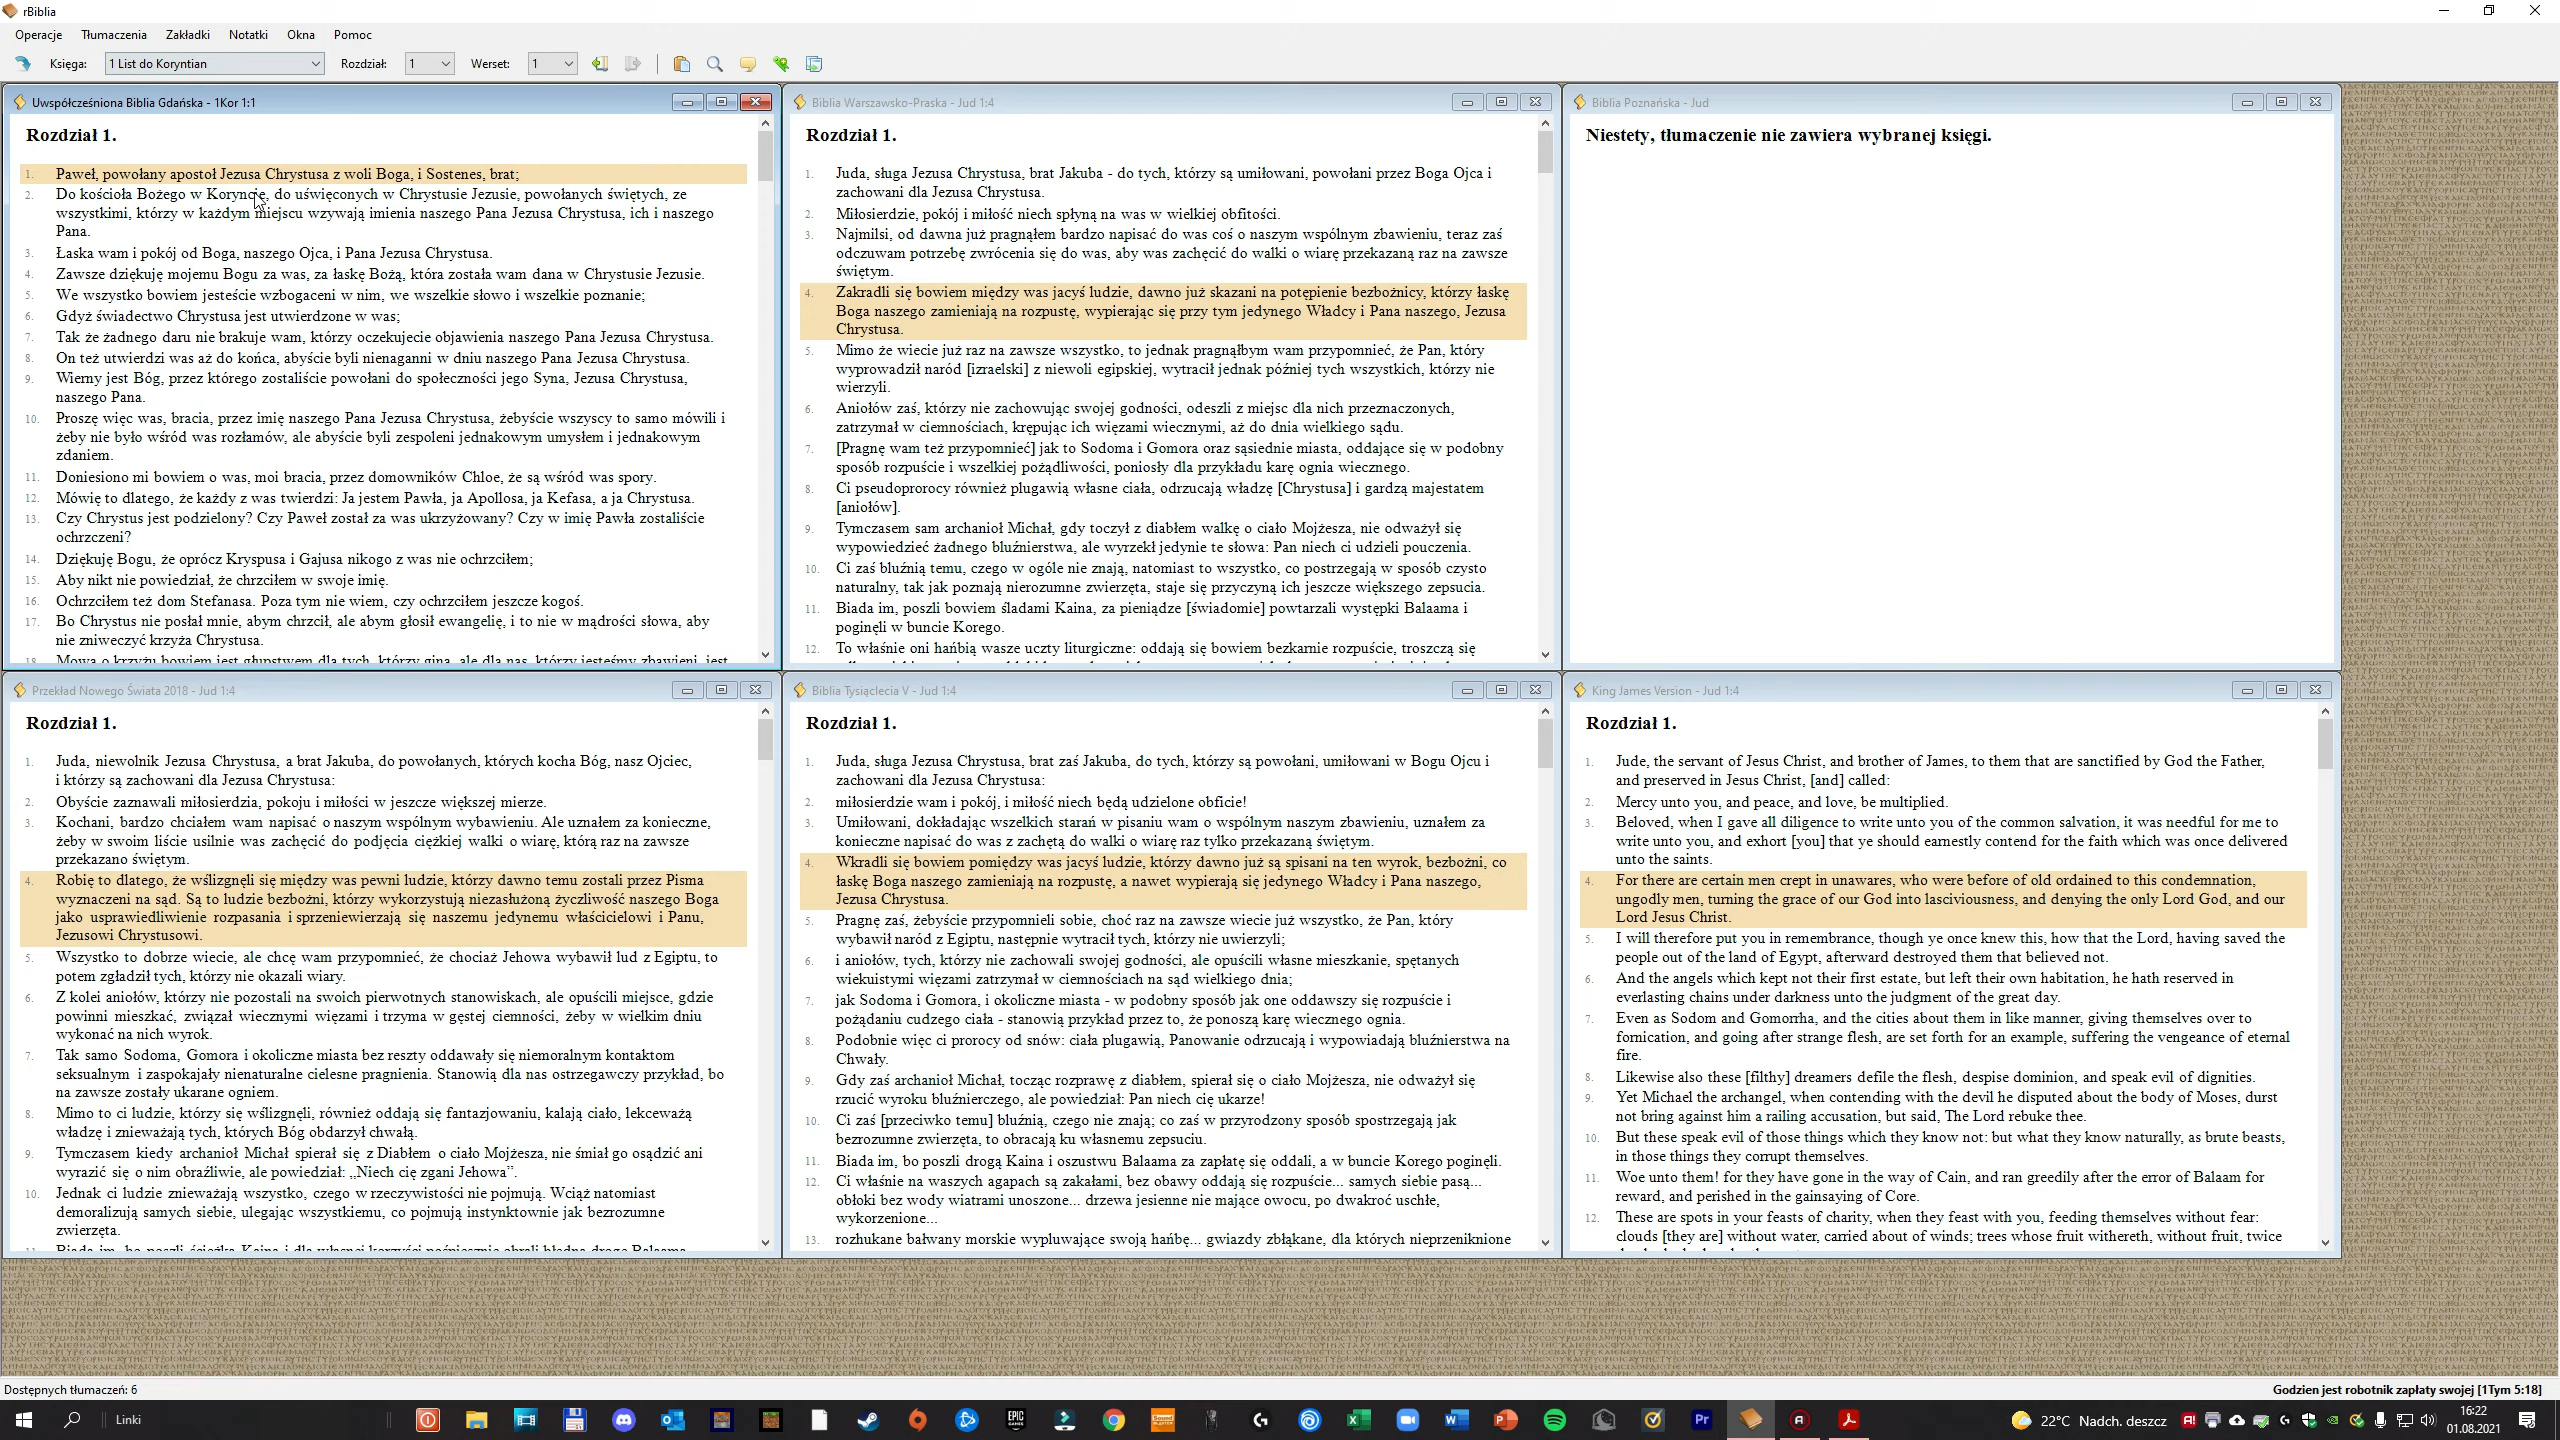 rBiblia
Operacje Tłumaczenia Zakładki Notatki Okna Pomoc
Księga: 1 List do Koryntian Rozdział: 1 Werset: 1
Uwspółcześniona Biblia Gdańska - 1Kor 1:1
Rozdział 1.
1. Paweł, powołany apostoł Jezusa Chrystusa z woli Boga, i Sostenes, brat;
2. Do kościoła Bożego w Koryncie, do uświęconych w Chrystusie Jezusie, powołanych świętych, ze
wszystkimi, którzy w każdym miejscu wzywają imienia naszego Pana Jezusa Chrystusa, ich i naszego
Pana.
3. Łaska wam i pokój od Boga, naszego Ojca, i Pana Jezusa Chrystusa.
4. Zawsze dziękuję mojemu Bogu za was, za łaskę Bożą, która została wam dana w Chrystusie Jezusie.
5. We wszystko bowiem jesteście wzbogaceni w nim, we wszelkie słowo i wszelkie poznanie;
6. Gdyż świadectwo Chrystusa jest utwierdzone w was;
7. Tak że żadnego daru nie brakuje wam, którzy oczekujecie objawienia naszego Pana Jezusa Chrystusa.
8. On też utwierdzi was aż do końca, abyście byli nienaganni w dniu naszego Pana Jezusa Chrystusa.
9. Wierny jest Bóg, przez którego zostaliście powołani do społeczności jego Syna, Jezusa Chrystusa,
naszego Pana.
10. Proszę więc was, bracia, przez imię naszego Pana Jezusa Chrystusa, żebyście wszyscy to samo mówili i
żeby nie było wśród was rozłamów, ale abyście byli zespoleni jednakowym umysłem i jednakowym
zdaniem.
11. Doniesiono mi bowiem o was, moi bracia, przez domowników Chloe, że są wśród was spory.
12. Mówię to dlatego, że każdy z was twierdzi: Ja jestem Pawła, ja Apollosa, ja Kefasa, a ja Chrystusa.
13. Czy Chrystus jest podzielony? Czy Paweł został za was ukrzyżowany? Czy w imię Pawła zostaliście
ochrzczeni?
14. Dziękuję Bogu, że oprócz Kryspusa i Gajusa nikogo z was nie ochrzciłem;
15. Aby nikt nie powiedział, że chrzciłem w swoje imię.
16. Ochrzciłem też dom Stefanasa. Poza tym nie wiem, czy ochrzciłem jeszcze kogoś.
17. Bo Chrystus nie posłał mnie, abym chrzcił, ale abym głosił ewangelię, i to nie w mądrości słowa, aby
nie zniweczyć krzyża Chrystusa.
18. Mowa o krzyżu bowiem jest głupstwem dla tych, którzy giną, ale dla nas, którzy jesteśmy zbawieni, jest
Biblia Warszawsko-Praska - Jud 1:4
Rozdział 1.
1. Juda, sługa Jezusa Chrystusa, brat Jakuba - do tych, którzy są umiłowani, powołani przez Boga Ojca i
zachowani dla Jezusa Chrystusa.
2. Miłosierdzie, pokój i miłość niech spłyną na was w wielkiej obfitości.
3. Najmilsi, od dawna już pragnąłem bardzo napisać do was coś o naszym wspólnym zbawieniu, teraz zaś
odczuwam potrzebę zwrócenia się do was, aby was zachęcić do walki o wiarę przekazaną raz na zawsze
świętym.
4. Zakradli się bowiem między was jacyś ludzie, dawno już skazani na potępienie bezbożnicy, którzy łaskę
Boga naszego zamieniają na rozpustę, wypierając się przy tym jedynego Władcy i Pana naszego, Jezusa
Chrystusa.
5. Mimo że wiecie już raz na zawsze wszystko, to jednak pragnąłbym wam przypomnieć, że Pan, który
wyprowadził naród [izraelski] z niewoli egipskiej, wytracił jednak później tych wszystkich, którzy nie
wierzyli.
6. Aniołów zaś, którzy nie zachowując swojej godności, odeszli z miejsc dla nich przeznaczonych,
zatrzymał w ciemnościach, krępując ich więzami wiecznymi, aż do dnia wielkiego sądu.
7. [Pragnę wam też przypomnieć] jak to Sodoma i Gomora oraz sąsiednie miasta, oddające się w podobny
sposób rozpuście i wszelkiej pożądliwości, poniosły dla przykładu karę ognia wiecznego.
8. Ci pseudoprorocy również plugawią własne ciała, odrzucają władzę [Chrystusa] i gardzą majestatem
[aniołów].
9. Tymczasem sam archanioł Michał, gdy toczył z diabłem walkę o ciało Mojżesza, nie odważył się
wypowiedzieć żadnego bluźnierstwa, ale wyrzekł jedynie te słowa: Pan niech ci udzieli pouczenia.
10. Ci zaś bluźnią temu, czego w ogóle nie znają, natomiast to wszystko, co postrzegają w sposób czysto
naturalny, tak jak poznają nierozumne zwierzęta, staje się przyczyną ich jeszcze większego zepsucia.
11. Biada im, poszli bowiem śladami Kaina, za pieniądze [świadomie] powtarzali występki Balaama i
poginęli w buncie Korego.
12. To właśnie oni hańbią wasze uczty liturgiczne: oddają się bowiem bezkarnie rozpuście, troszczą się
Biblia Poznańska - Jud
Niestety, tłumaczenie nie zawiera wybranej księgi.
Przekład Nowego Świata 2018 - Jud 1:4
Rozdział 1.
1. Juda, niewolnik Jezusa Chrystusa, a brat Jakuba, do powołanych, których kocha Bóg, nasz Ojciec,
i którzy są zachowani dla Jezusa Chrystusa:
2. Obyście zaznawali miłosierdzia, pokoju i miłości w jeszcze większej mierze.
3. Kochani, bardzo chciałem wam napisać o naszym wspólnym wybawieniu. Ale uznałem za konieczne,
żeby w swoim liście usilnie was zachęcić do podjęcia ciężkiej walki o wiarę, którą raz na zawsze
przekazano świętym.
4. Robię to dlatego, że wślizgnęli się między was pewni ludzie, którzy dawno temu zostali przez Pisma
wyznaczeni na sąd. Są to ludzie bezbożni, którzy wykorzystują niezasłużoną życzliwość naszego Boga
jako usprawiedliwienie rozpasania i sprzeniewierzają się naszemu jedynemu właścicielowi i Panu,
Jezusowi Chrystusowi.
5. Wszystko to dobrze wiecie, ale chcę wam przypomnieć, że chociaż Jehowa wybawił lud z Egiptu, to
potem zgładził tych, którzy nie okazali wiary.
6. Z kolei aniołów, którzy nie pozostali na swoich pierwotnych stanowiskach, ale opuścili miejsce, gdzie
powinni mieszkać, związał wiecznymi więzami i trzyma w gęstej ciemności, żeby w wielkim dniu
wykonać na nich wyrok.
7. Tak samo Sodoma, Gomora i okoliczne miasta bez reszty oddawały się niemoralnym kontaktom
seksualnym i zaspokajały nienaturalne cielesne pragnienia. Stanowią dla nas ostrzegawczy przykład, bo
na zawsze zostały ukarane ogniem.
8. Mimo to ci ludzie, którzy się wślizgnęli, również oddają się fantazjowaniu, kalają ciało, lekceważą
władzę i znieważają tych, których Bóg obdarzył chwałą.
9. Tymczasem kiedy archanioł Michał spierał się z Diabłem o ciało Mojżesza, nie śmiał go osądzić ani
wyrazić się o nim obraźliwie, ale powiedział: „Niech cię zgani Jehowa”.
10. Jednak ci ludzie znieważają wszystko, czego w rzeczywistości nie pojmują. Wciąż natomiast
demoralizują samych siebie, ulegając wszystkiemu, co pojmują instynktownie jak bezrozumne
zwierzęta.
11. Biada im, bo poszli ścieżką Kaina i dla własnej korzyści pośpiesznie obrali błędną drogę Balaama
Biblia Tysiąclecia V - Jud 1:4
Rozdział 1.
1. Juda, sługa Jezusa Chrystusa, brat zaś Jakuba, do tych, którzy są powołani, umiłowani w Bogu Ojcu i
zachowani dla Jezusa Chrystusa:
2. miłosierdzie wam i pokój, i miłość niech będą udzielone obficie!
3. Umiłowani, dokładając wszelkich starań w pisaniu wam o wspólnym naszym zbawieniu, uznałem za
konieczne napisać do was z zachętą do walki o wiarę raz tylko przekazaną świętym.
4. Wkradli się bowiem pomiędzy was jacyś ludzie, którzy dawno już są spisani na ten wyrok, bezbożni, co
łaskę Boga naszego zamieniają na rozpustę, a nawet wypierają się jedynego Władcy i Pana naszego,
Jezusa Chrystusa.
5. Pragnę zaś, żebyście przypomnieli sobie, choć raz na zawsze wiecie już wszystko, że Pan, który
wybawił naród z Egiptu, następnie wytracił tych, którzy nie uwierzyli;
6. i aniołów, tych, którzy nie zachowali swojej godności, ale opuścili własne mieszkanie, spętanych
wiekuistymi więzami zatrzymał w ciemnościach na sąd wielkiego dnia;
7. jak Sodoma i Gomora, i okoliczne miasta - w podobny sposób jak one oddawszy się rozpuście i
pożądaniu cudzego ciała - stanowią przykład przez to, że ponoszą karę wiecznego ognia.
8. Podobnie więc ci prorocy od snów: ciała plugawią, Panowanie odrzucają i wypowiadają bluźnierstwa na
Chwały.
9. Gdy zaś archanioł Michał, tocząc rozprawę z diabłem, spierał się o ciało Mojżesza, nie odważył się
rzucić wyroku bluźnierczego, ale powiedział: Pan niech cię ukarze!
10. Ci zaś [przeciwko temu] bluźnią, czego nie znają; co zaś w przyrodzony sposób spostrzegają jak
bezrozumne zwierzęta, to obracają ku własnemu zepsuciu.
11. Biada im, bo poszli drogą Kaina i oszustwu Balaama za zapłatę się oddali, a w buncie Korego poginęli.
12. Ci właśnie na waszych agapach są zakałami, bez obawy oddają się rozpuście... samych siebie pasą...
obłoki bez wody wiatrami unoszone... drzewa jesienne nie mające owocu, po dwakroć uschłe,
wykorzenione...
13. rozhukane bałwany morskie wypluwające swoją hańbę... gwiazdy zbłąkane, dla których nieprzeniknione
King James Version - Jud 1:4
Rozdział 1.
1. Jude, the servant of Jesus Christ, and brother of James, to them that are sanctified by God the Father,
and preserved in Jesus Christ, [and] called:
2. Mercy unto you, and peace, and love, be multiplied.
3. Beloved, when I gave all diligence to write unto you of the common salvation, it was needful for me to
write unto you, and exhort [you] that ye should earnestly contend for the faith which was once delivered
unto the saints.
4. For there are certain men crept in unawares, who were before of old ordained to this condemnation,
ungodly men, turning the grace of our God into lasciviousness, and denying the only Lord God, and our
Lord Jesus Christ.
5. I will therefore put you in remembrance, though ye once knew this, how that the Lord, having saved the
people out of the land of Egypt, afterward destroyed them that believed not.
6. And the angels which kept not their first estate, but left their own habitation, he hath reserved in
everlasting chains under darkness unto the judgment of the great day.
7. Even as Sodom and Gomorrha, and the cities about them in like manner, giving themselves over to
fornication, and going after strange flesh, are set forth for an example, suffering the vengeance of eternal
fire.
8. Likewise also these [filthy] dreamers defile the flesh, despise dominion, and speak evil of dignities.
9. Yet Michael the archangel, when contending with the devil he disputed about the body of Moses, durst
not bring against him a railing accusation, but said, The Lord rebuke thee.
10. But these speak evil of those things which they know not: but what they know naturally, as brute beasts,
in those things they corrupt themselves.
11. Woe unto them! for they have gone in the way of Cain, and ran greedily after the error of Balaam for
reward, and perished in the gainsaying of Core.
12. These are spots in your feasts of charity, when they feast with you, feeding themselves without fear:
clouds [they are] without water, carried about of winds; trees whose fruit withereth, without fruit, twice
Dostępnych tłumaczeń: 6
Godzien jest robotnik zapłaty swojej [1Tym 5:18]
Linki
22°C Nadch. deszcz
16:22
01.08.2021